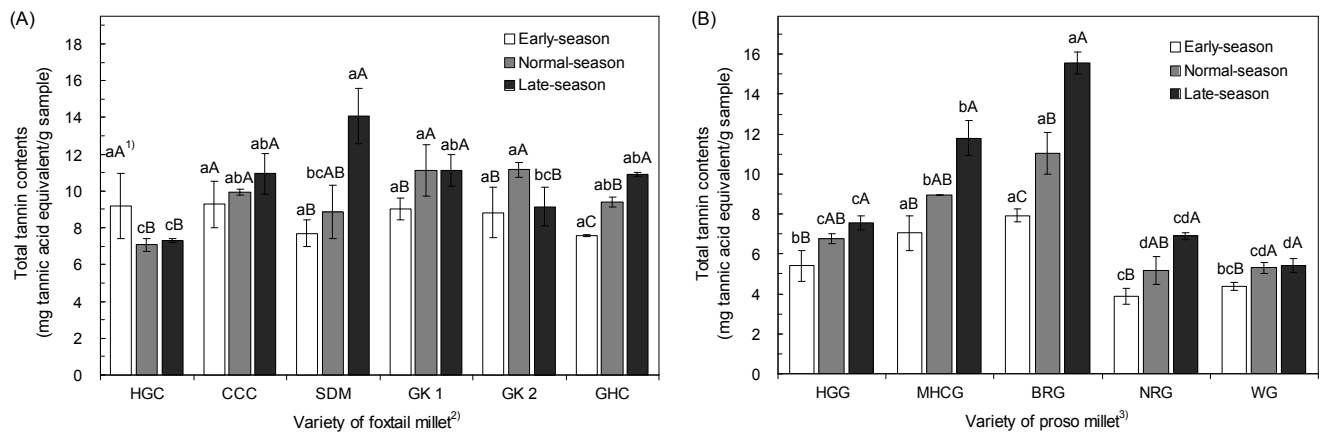 (A)
Total tannin contents
(mg tannic acid equivalent/g sample)
18
16
14
12
10
8
6
4
2
0
Early-season
Normal-season
Late-season
aA¹⁾
cB
cB
aA
abA
abA
aB
bcAB
aA
aB
aA
abA
aB
aA
bcB
aC
abB
abA
HGC CCC SDM GK 1 GK 2 GHC
Variety of foxtail millet²⁾
(B)
Total tannin contents
(mg tannic acid equivalent/g sample)
18
16
14
12
10
8
6
4
2
0
Early-season
Normal-season
Late-season
bB
cAB
cA
aB
bAB
bA
aC
aB
aA
cB
dAB
cdA
bcB
cdA
dA
HGG MHCG BRG NRG WG
Variety of proso millet³⁾